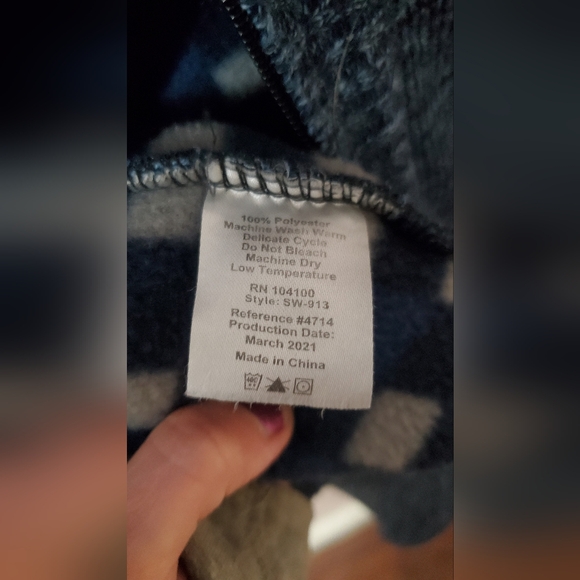 100% Polyester
Machine Wash Warm
Delicate Cycle
Do Not Bleach
Machine Dry
Low Temperature
RN 104100
Style: SW-913
Reference #4714
Production Date:
March 2021
Made in China